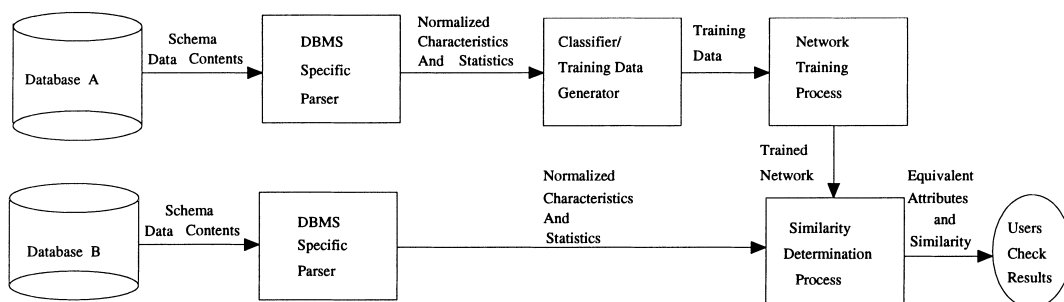 Database A
Schema
Data Contents
DBMS
Specific
Parser
Normalized
Characteristics
And Statistics
Classifier/
Training Data
Generator
Training
Data
Network
Training
Process
Trained
Network
Database B
Schema
Data Contents
DBMS
Specific
Parser
Normalized
Characteristics
And
Statistics
Similarity
Determination
Process
Equivalent
Attributes
and
Similarity
Users
Check
Results